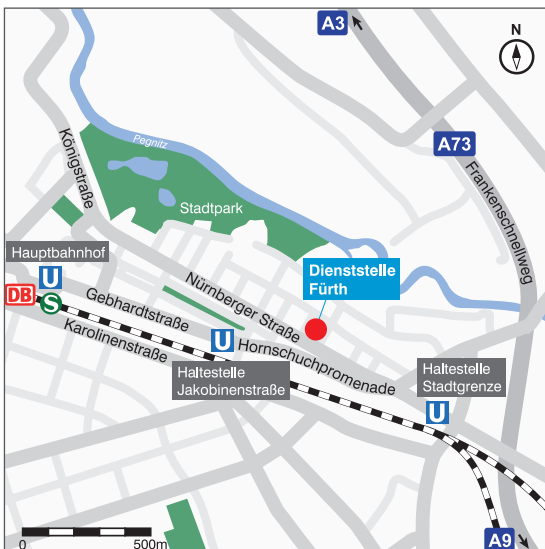 A3
N
A73
Königstraße
Pegnitz
Frankenschnellweg
Stadtpark
Hauptbahnhof
U
DB
S
Dienststelle
Fürth
Nürnberger Straße
Gebhardtstraße
Karolinenstraße
U
Hornschuchpromenade
Haltestelle
Jakobinenstraße
Haltestelle
Stadtgrenze
U
0
500m
A9